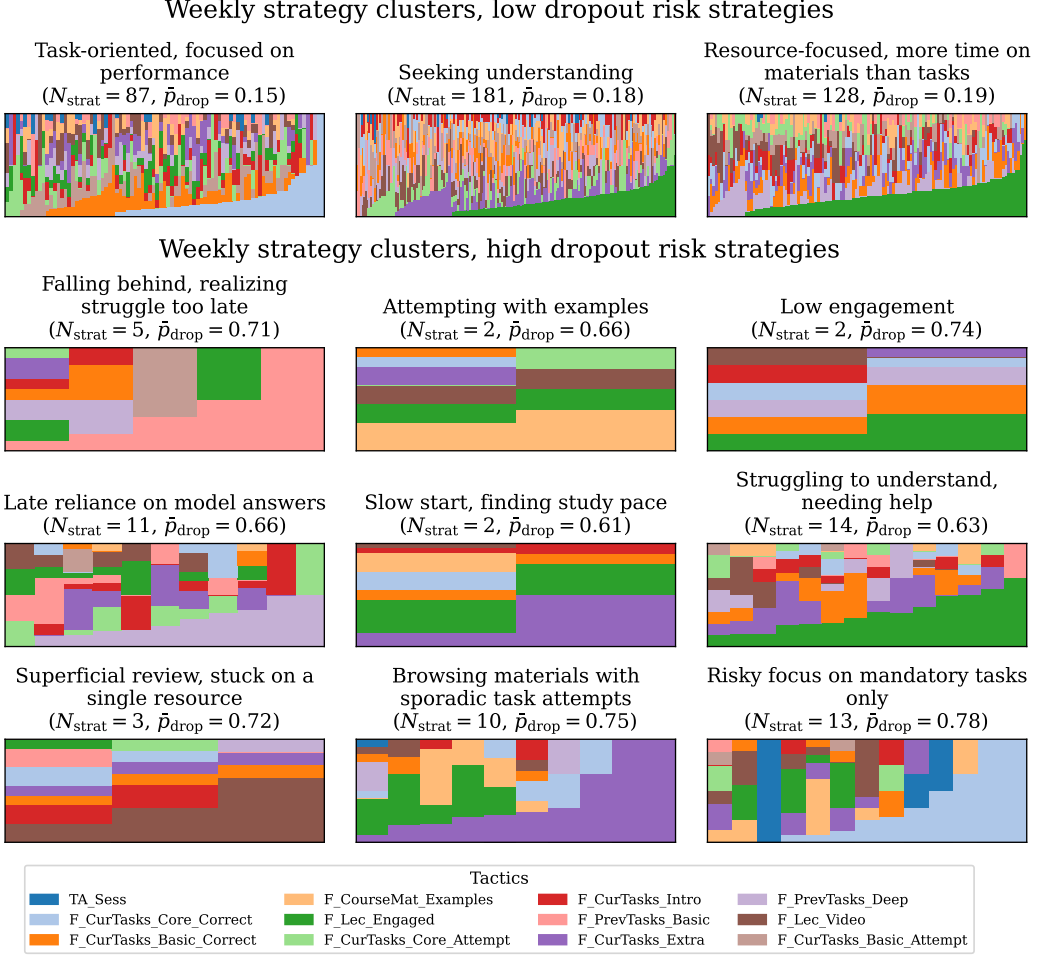 Weekly strategy clusters, low dropout risk strategies
Task-oriented, focused on
performance
(N_strat = 87, p̄_drop = 0.15)
Seeking understanding
(N_strat = 181, p̄_drop = 0.18)
Resource-focused, more time on
materials than tasks
(N_strat = 128, p̄_drop = 0.19)
Weekly strategy clusters, high dropout risk strategies
Falling behind, realizing
struggle too late
(N_strat = 5, p̄_drop = 0.71)
Attempting with examples
(N_strat = 2, p̄_drop = 0.66)
Low engagement
(N_strat = 2, p̄_drop = 0.74)
Late reliance on model answers
(N_strat = 11, p̄_drop = 0.66)
Slow start, finding study pace
(N_strat = 2, p̄_drop = 0.61)
Struggling to understand,
needing help
(N_strat = 14, p̄_drop = 0.63)
Superficial review, stuck on a
single resource
(N_strat = 3, p̄_drop = 0.72)
Browsing materials with
sporadic task attempts
(N_strat = 10, p̄_drop = 0.75)
Risky focus on mandatory tasks
only
(N_strat = 13, p̄_drop = 0.78)
Tactics
TA_Sess
F_CurTasks_Core_Correct
F_CurTasks_Basic_Correct
F_CourseMat_Examples
F_Lec_Engaged
F_CurTasks_Core_Attempt
F_CurTasks_Intro
F_PrevTasks_Basic
F_CurTasks_Extra
F_PrevTasks_Deep
F_Lec_Video
F_CurTasks_Basic_Attempt